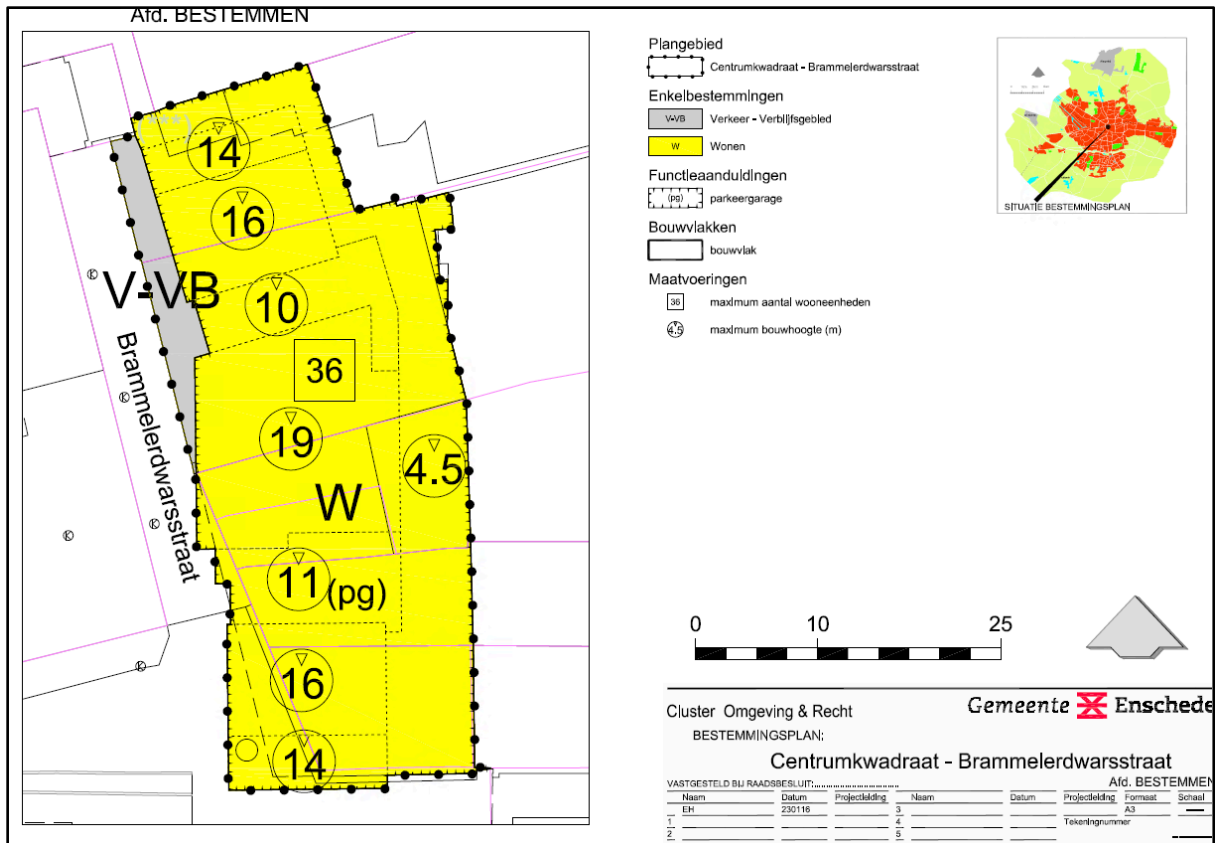 Afd. BESTEMMEN
14
16
10
V-VB
36
19
4.5
W
11
(pg)
16
14
Brammelerdwarsstraat
K
K
K
K
K
Plangebied
Centrumkwadraat - Brammelerdwarsstraat
Enkelbestemmingen
V-VB Verkeer - Verblijfsgebied
W Wonen
Functieaanduidingen
(pg) parkeergarage
Bouwvlakken
bouwvlak
Maatvoeringen
36 maximum aantal wooneenheden
4.5 maximum bouwhoogte (m)
SITUATIE BESTEMMINGSPLAN
0 10 25
Cluster Omgeving & Recht
Gemeente Enschede
BESTEMMINGSPLAN:
Centrumkwadraat - Brammelerdwarsstraat
VASTGESTELD BIJ RAADSBESLUIT:
Afd. BESTEMMEN
Naam Datum Projectleiding Naam Datum Projectleiding Formaat Schaal
EH 230116 3 A3
1 4 Tekeningnummer
2 5